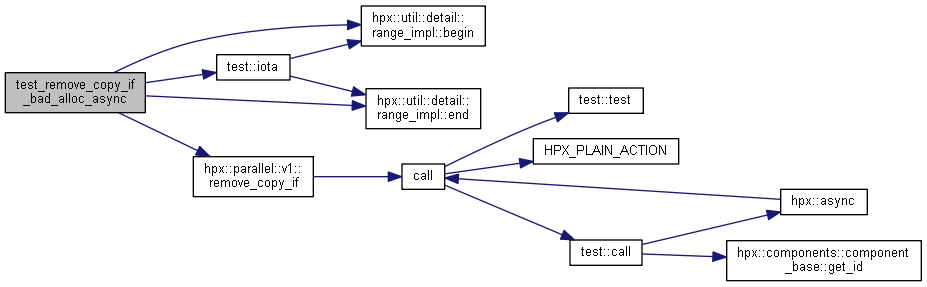 test_remove_copy_if
_bad_alloc_async
hpx::util::detail::
range_impl::begin
test::iota
hpx::util::detail::
range_impl::end
hpx::parallel::v1::
remove_copy_if
call
test::test
HPX_PLAIN_ACTION
test::call
hpx::async
hpx::components::component
_base::get_id